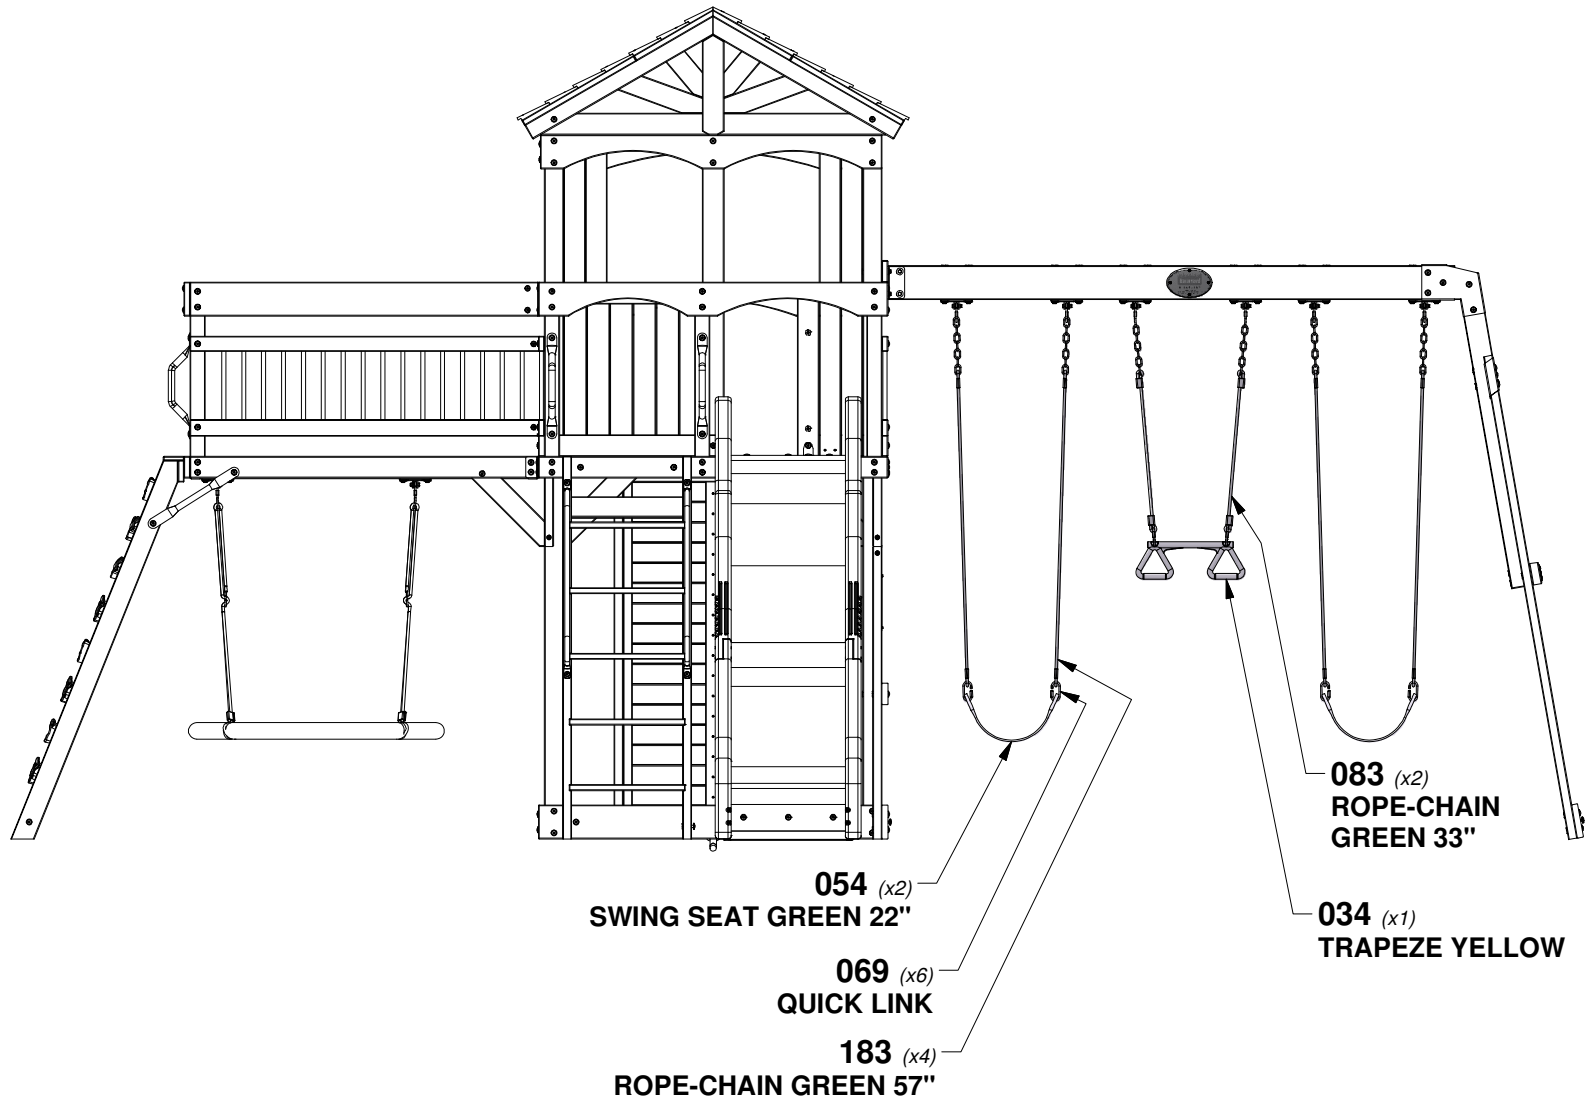 083 (x2)
ROPE-CHAIN
GREEN 33"
054 (x2)
SWING SEAT GREEN 22"
034 (x1)
TRAPEZE YELLOW
069 (x6)
QUICK LINK
183 (x4)
ROPE-CHAIN GREEN 57"